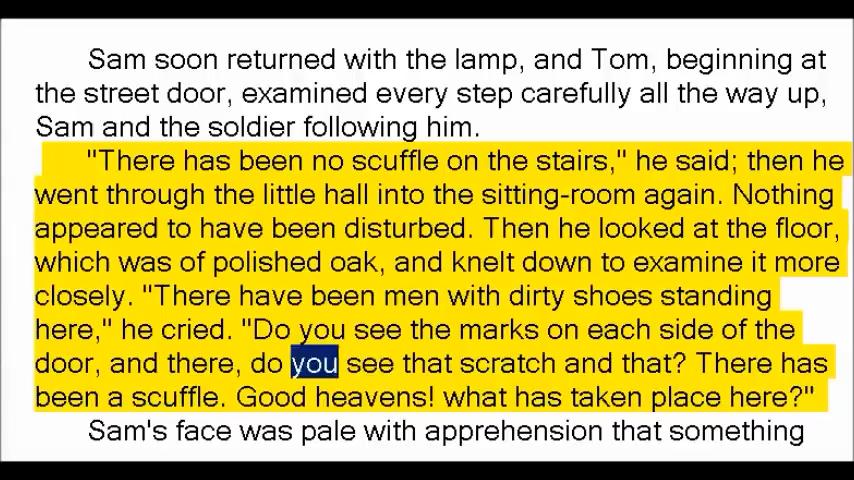 Sam soon returned with the lamp, and Tom, beginning at
the street door, examined every step carefully all the way up,
Sam and the soldier following him.
"There has been no scuffle on the stairs," he said; then he
went through the little hall into the sitting-room again. Nothing
appeared to have been disturbed. Then he looked at the floor,
which was of polished oak, and knelt down to examine it more
closely. "There have been men with dirty shoes standing
here," he cried. "Do you see the marks on each side of the
door, and there, do you see that scratch and that? There has
been a scuffle. Good heavens! what has taken place here?"
Sam's face was pale with apprehension that something